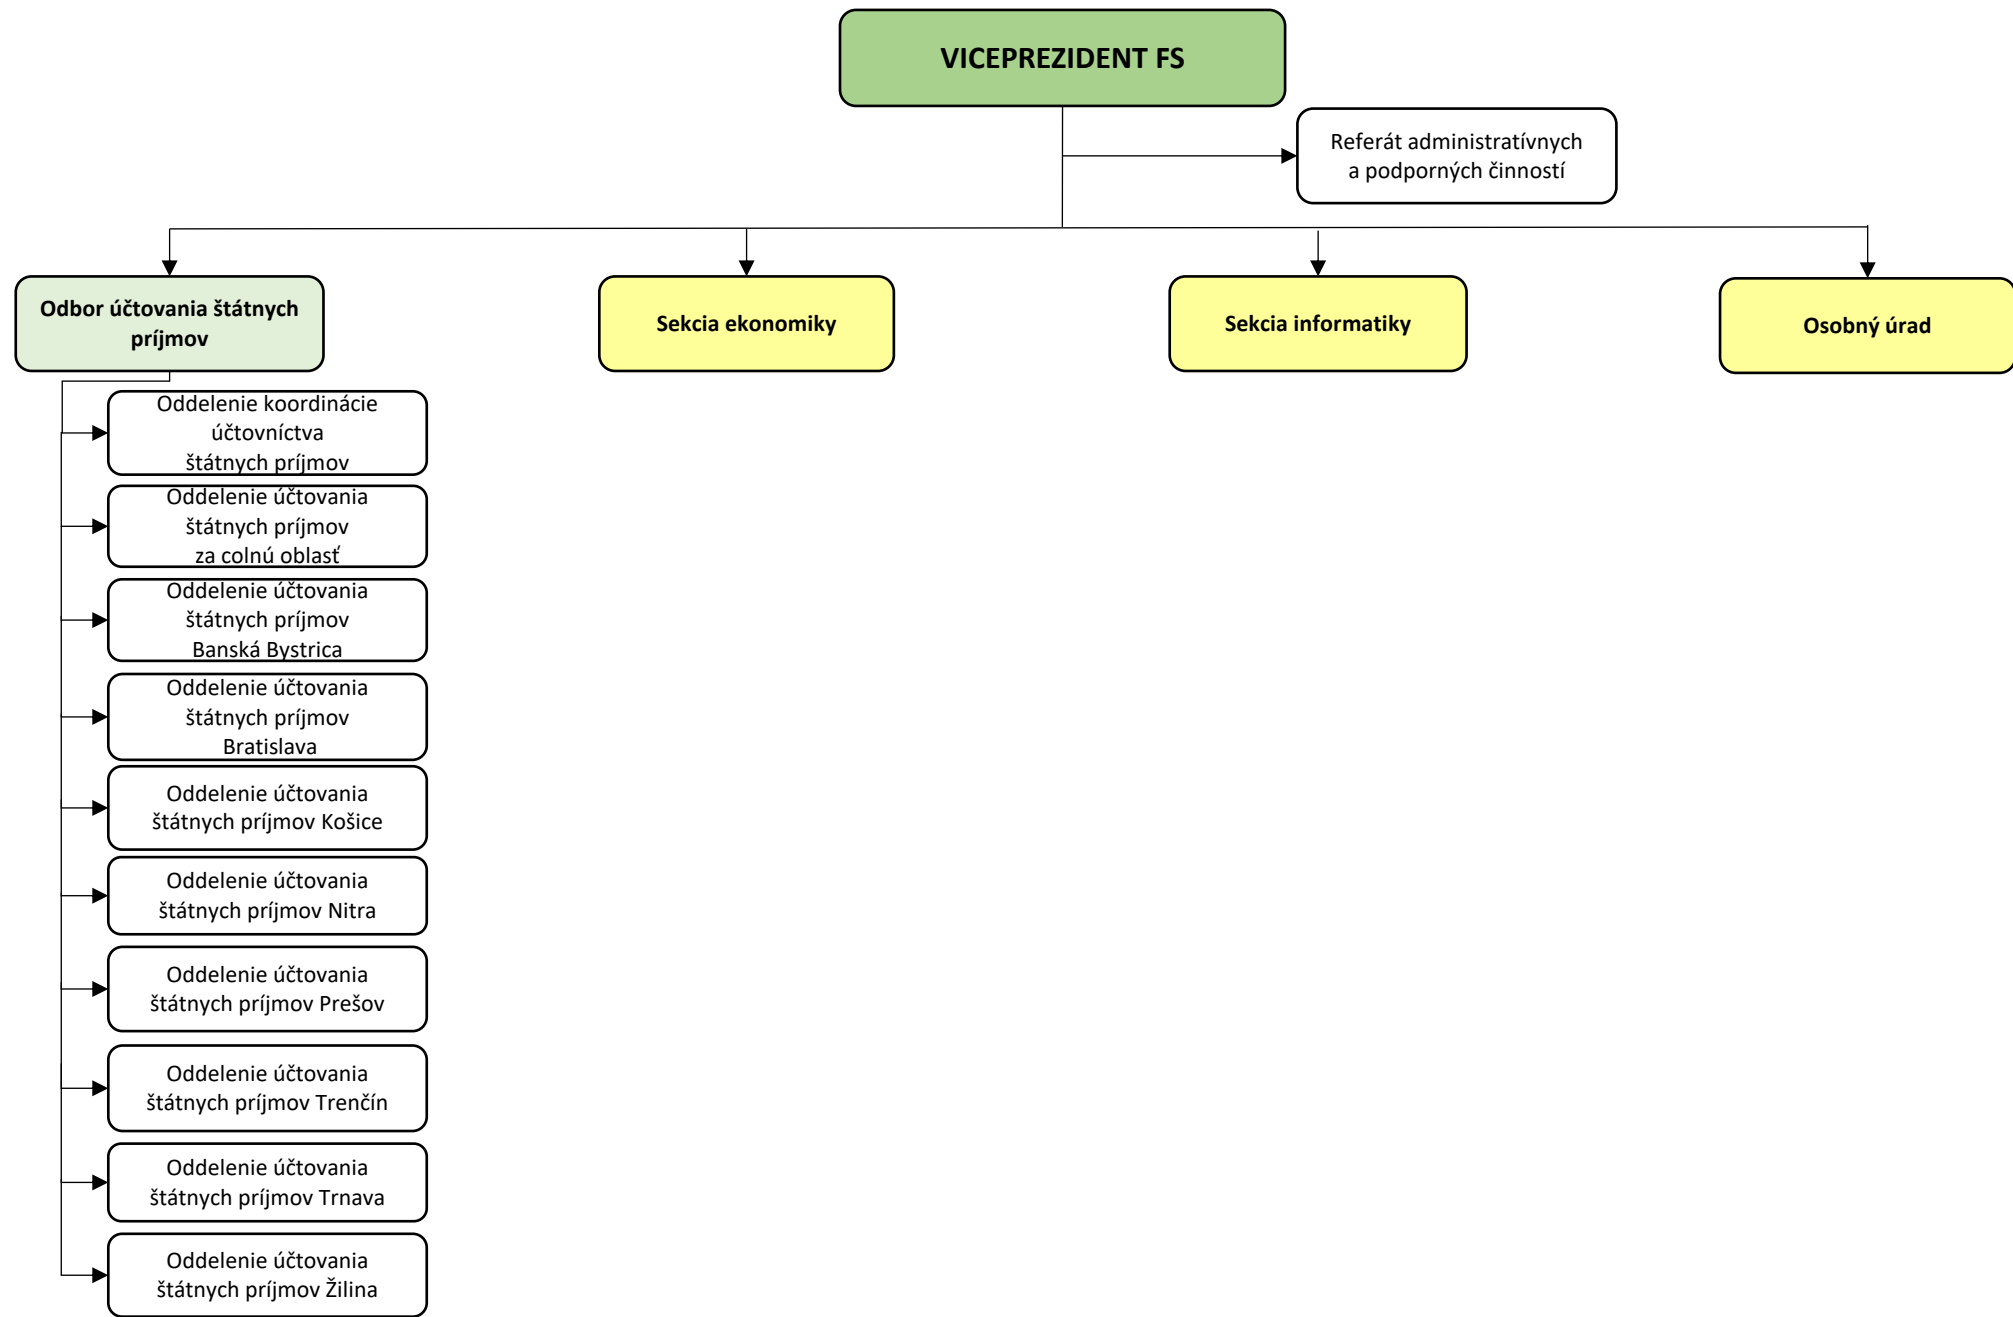 VICEPREZIDENT FS
Referát administratívnych
a podporných činností
Odbor účtovania štátnych
príjmov
Sekcia ekonomiky
Sekcia informatiky
Osobný úrad
Oddelenie koordinácie
účtovníctva
štátnych príjmov
Oddelenie účtovania
štátnych príjmov
za colnú oblasť
Oddelenie účtovania
štátnych príjmov
Banská Bystrica
Oddelenie účtovania
štátnych príjmov
Bratislava
Oddelenie účtovania
štátnych príjmov Košice
Oddelenie účtovania
štátnych príjmov Nitra
Oddelenie účtovania
štátnych príjmov Prešov
Oddelenie účtovania
štátnych príjmov Trenčín
Oddelenie účtovania
štátnych príjmov Trnava
Oddelenie účtovania
štátnych príjmov Žilina